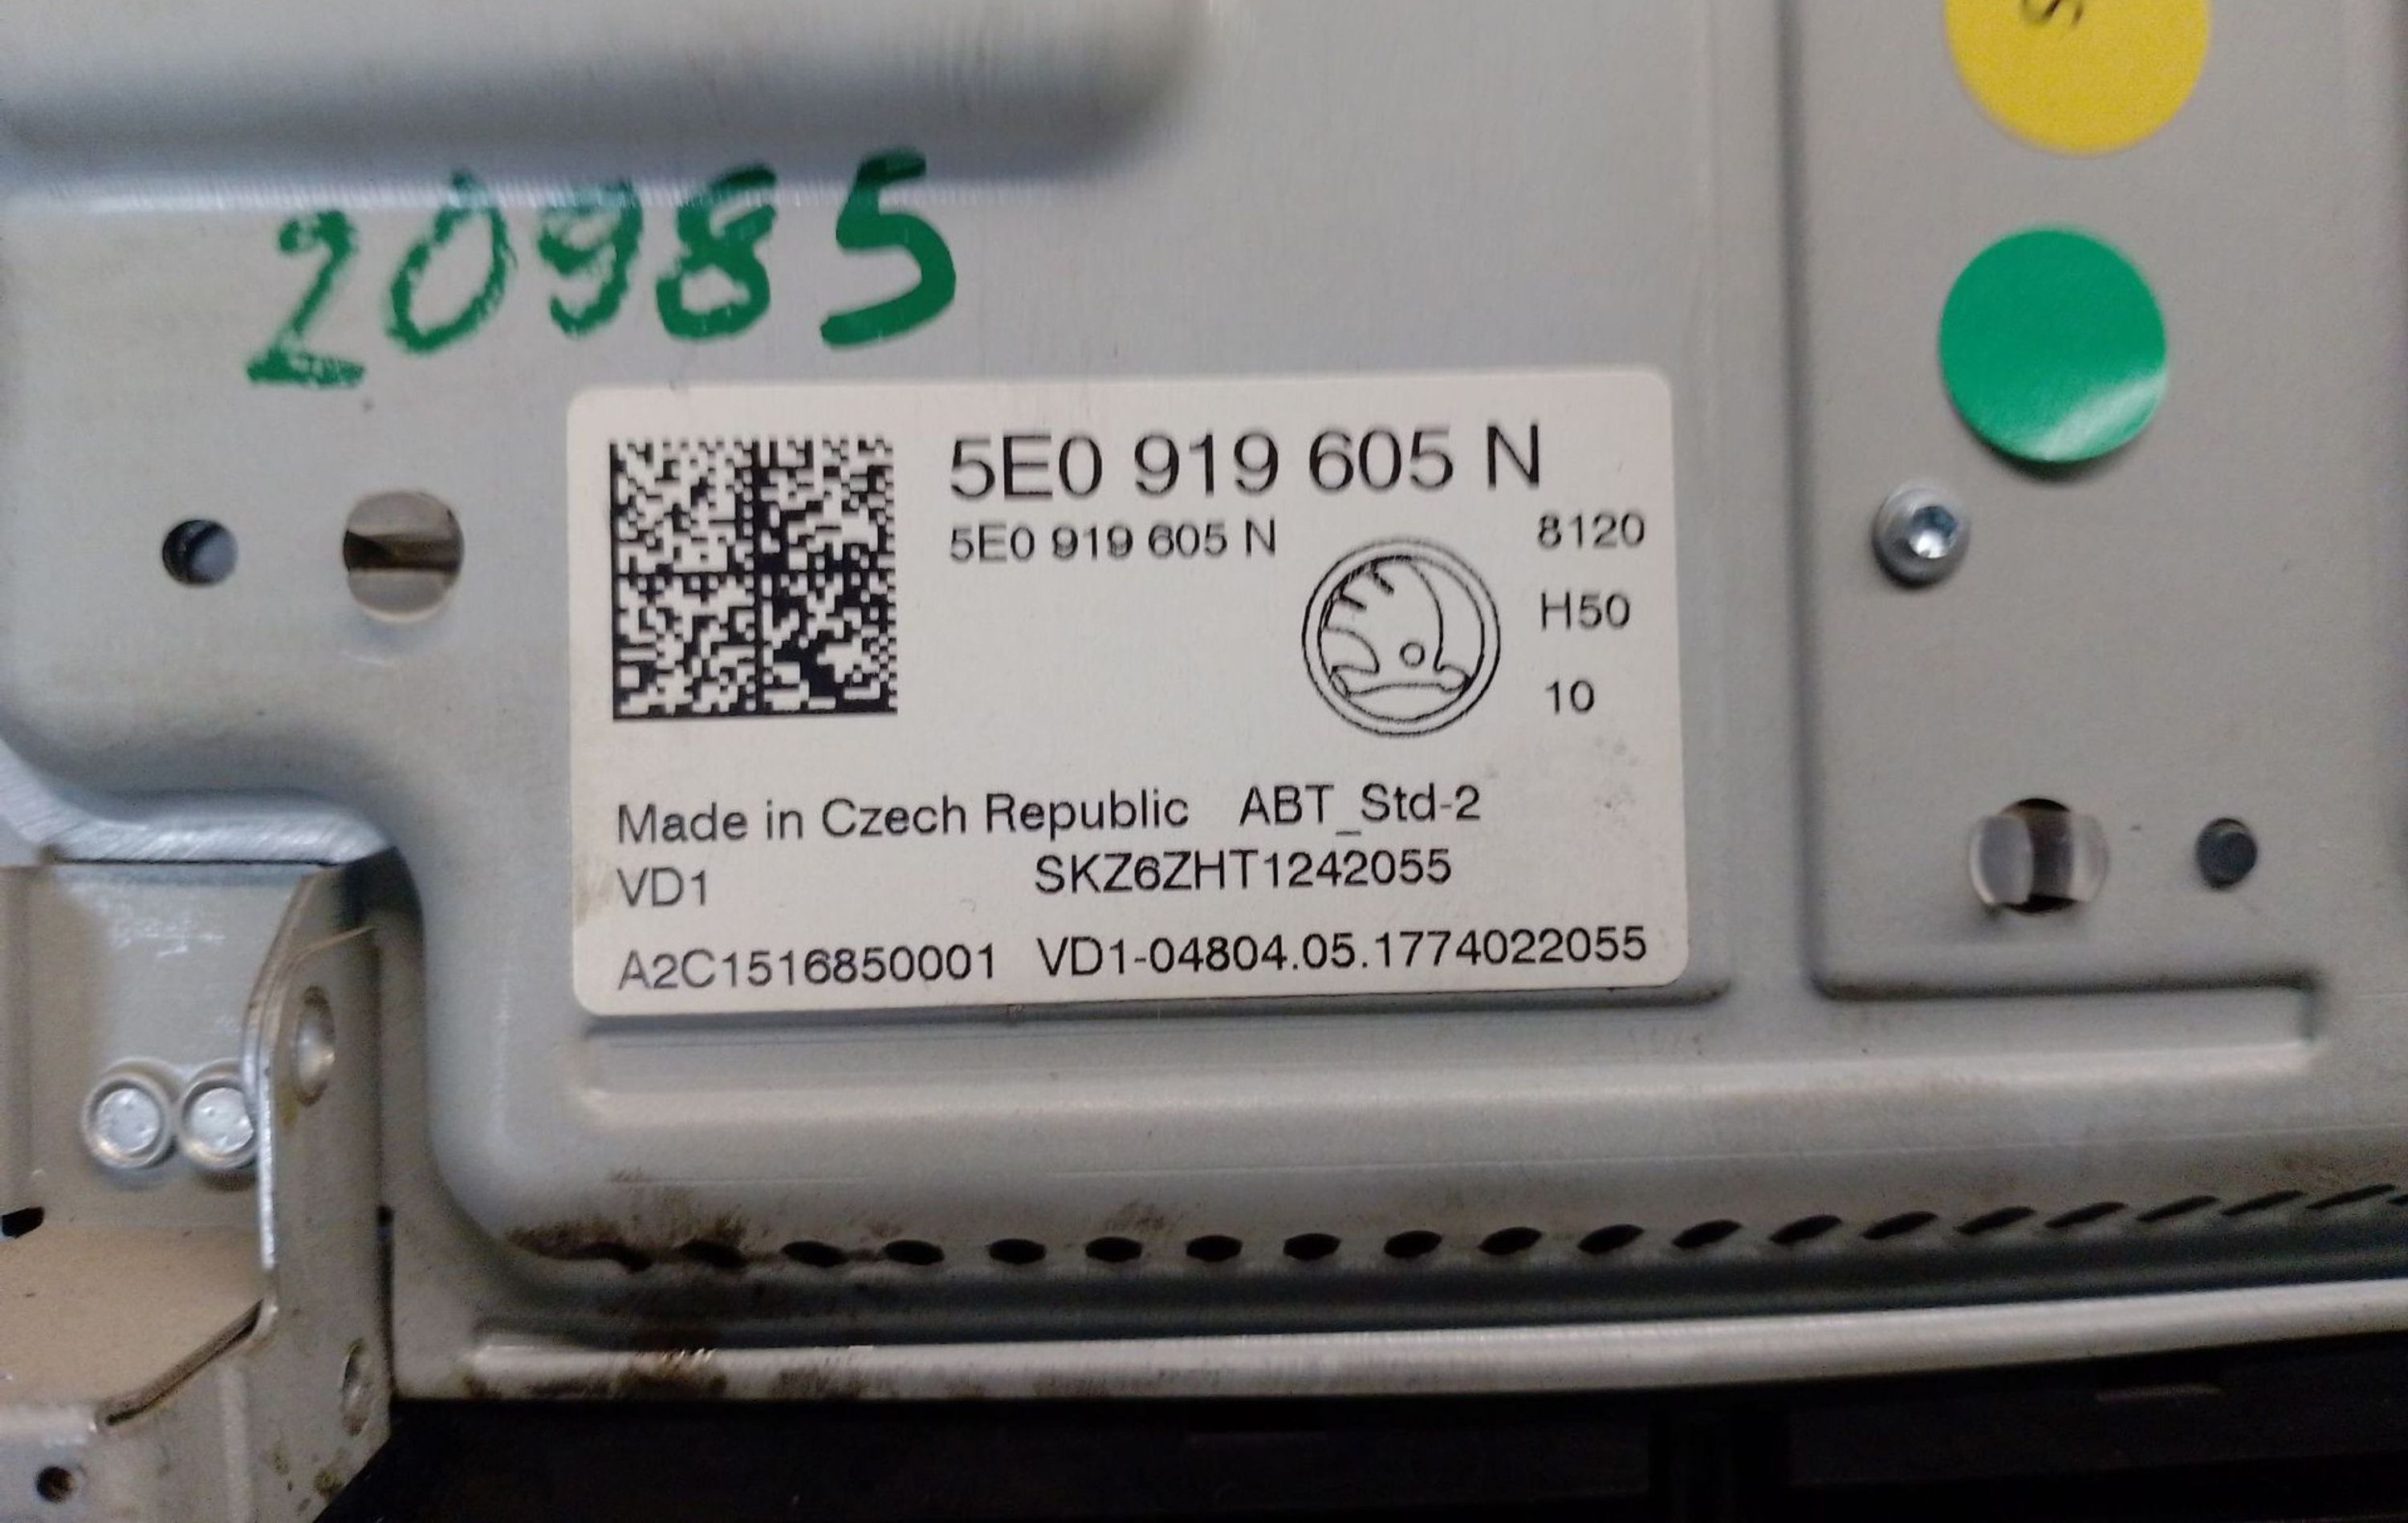 20985
5E0 919 605 N
5E0 919 605 N
8120
H50
10
Made in Czech Republic ABT_Std-2
VD1 SKZ6ZHT1242055
A2C1516850001 VD1-04804.05.1774022055